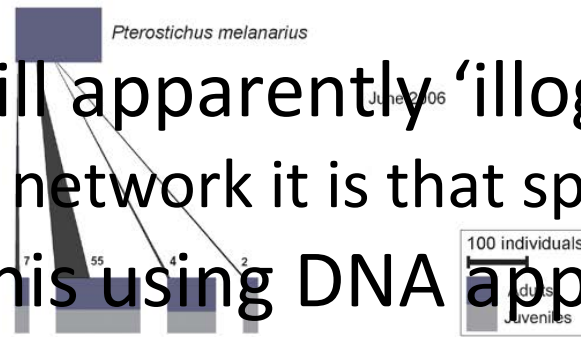 Pterostichus melanarius
ill apparently ‘illog
June 2006
network it is that sp
7 55 4 2
100 individuals
his using DNA app
Adults
Juveniles